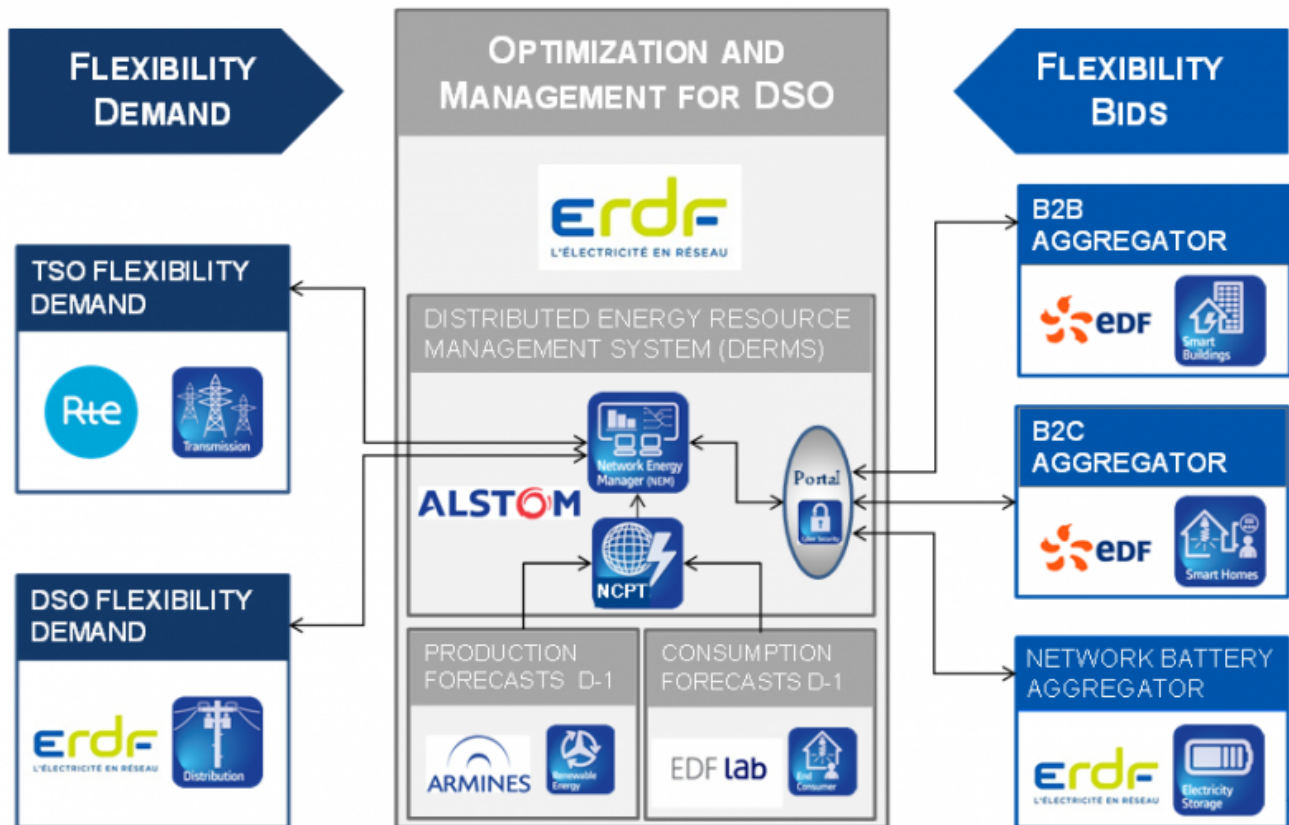 FLEXIBILITY
DEMAND
OPTIMIZATION AND
MANAGEMENT FOR DSO
FLEXIBILITY
BIDS
erdf
L'ÉLECTRICITÉ EN RÉSEAU
TSO FLEXIBILITY
DEMAND
Rte
Transmission
DSO FLEXIBILITY
DEMAND
erdf
L'ÉLECTRICITÉ EN RÉSEAU
Distribution
DISTRIBUTED ENERGY RESOURCE
MANAGEMENT SYSTEM (DERMS)
Network Energy
Manager (NEM)
ALSTOM
NCPT
Portal
Cyber Security
PRODUCTION
FORECASTS D-1
ARMINES
Renewable
Energy
CONSUMPTION
FORECASTS D-1
EDF lab
End
Consumer
B2B
AGGREGATOR
eDF
Smart
Buildings
B2C
AGGREGATOR
eDF
Smart Homes
NETWORK BATTERY
AGGREGATOR
erdf
L'ÉLECTRICITÉ EN RÉSEAU
Electricity
Storage